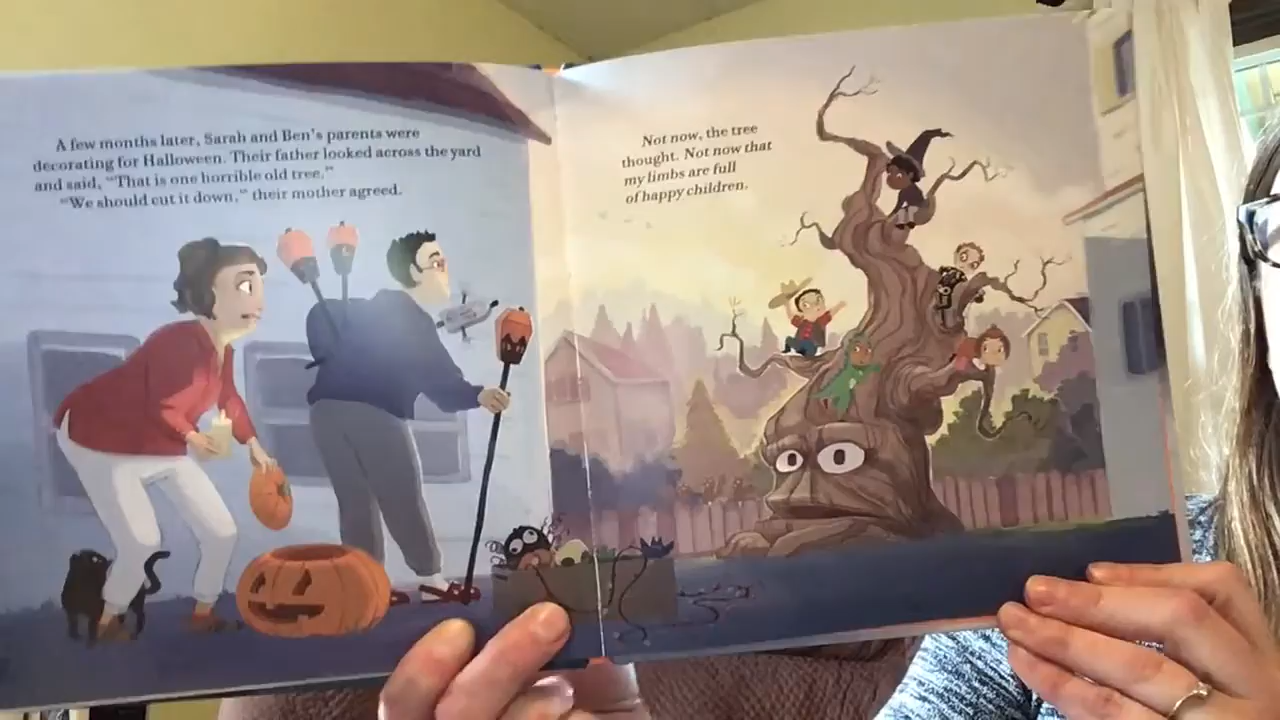 A few months later, Sarah and Ben's parents were
decorating for Halloween. Their father looked across the yard
and said, "That is one horrible old tree."
"We should cut it down," their mother agreed.
Not now, the tree
thought. Not now that
my limbs are full
of happy children.